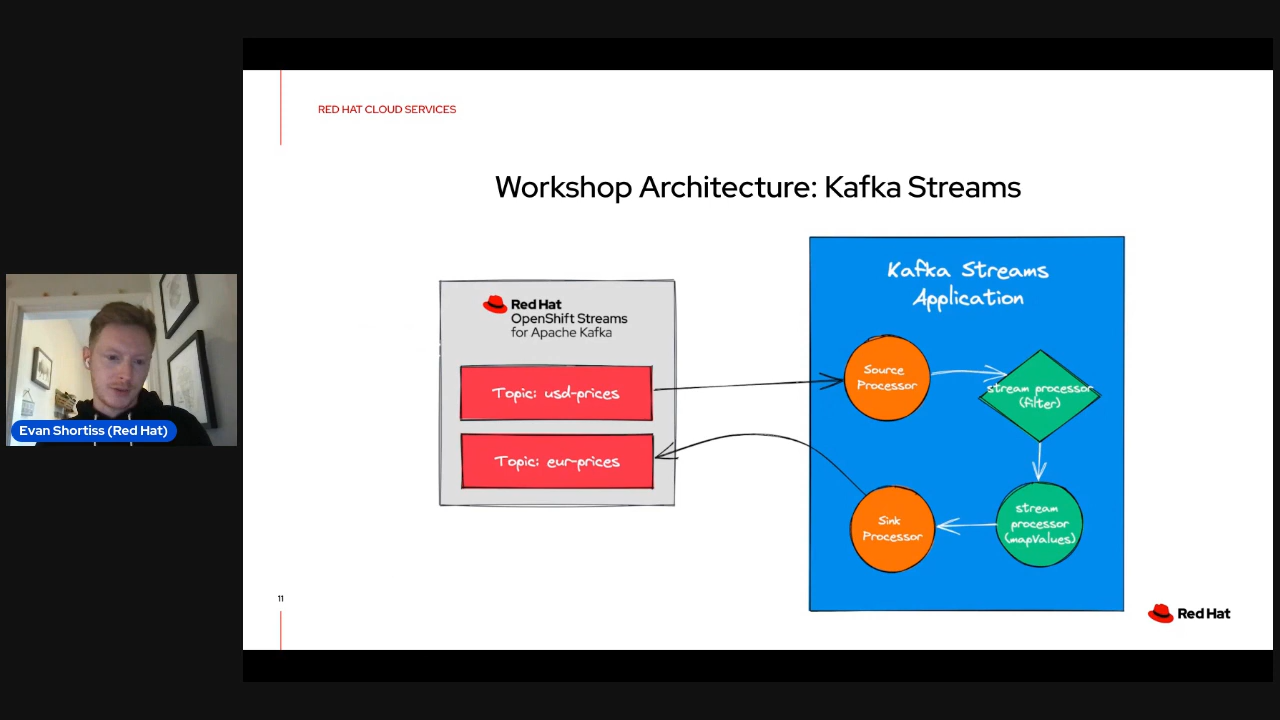 RED HAT CLOUD SERVICES
Workshop Architecture: Kafka Streams
Red Hat
OpenShift Streams
for Apache Kafka
Topic: usd-prices
Topic: eur-prices
Kafka Streams
Application
Source
Processor
stream processor
(filter)
stream
processor
(mapValues)
Sink
Processor
Evan Shortiss (Red Hat)
11
Red Hat